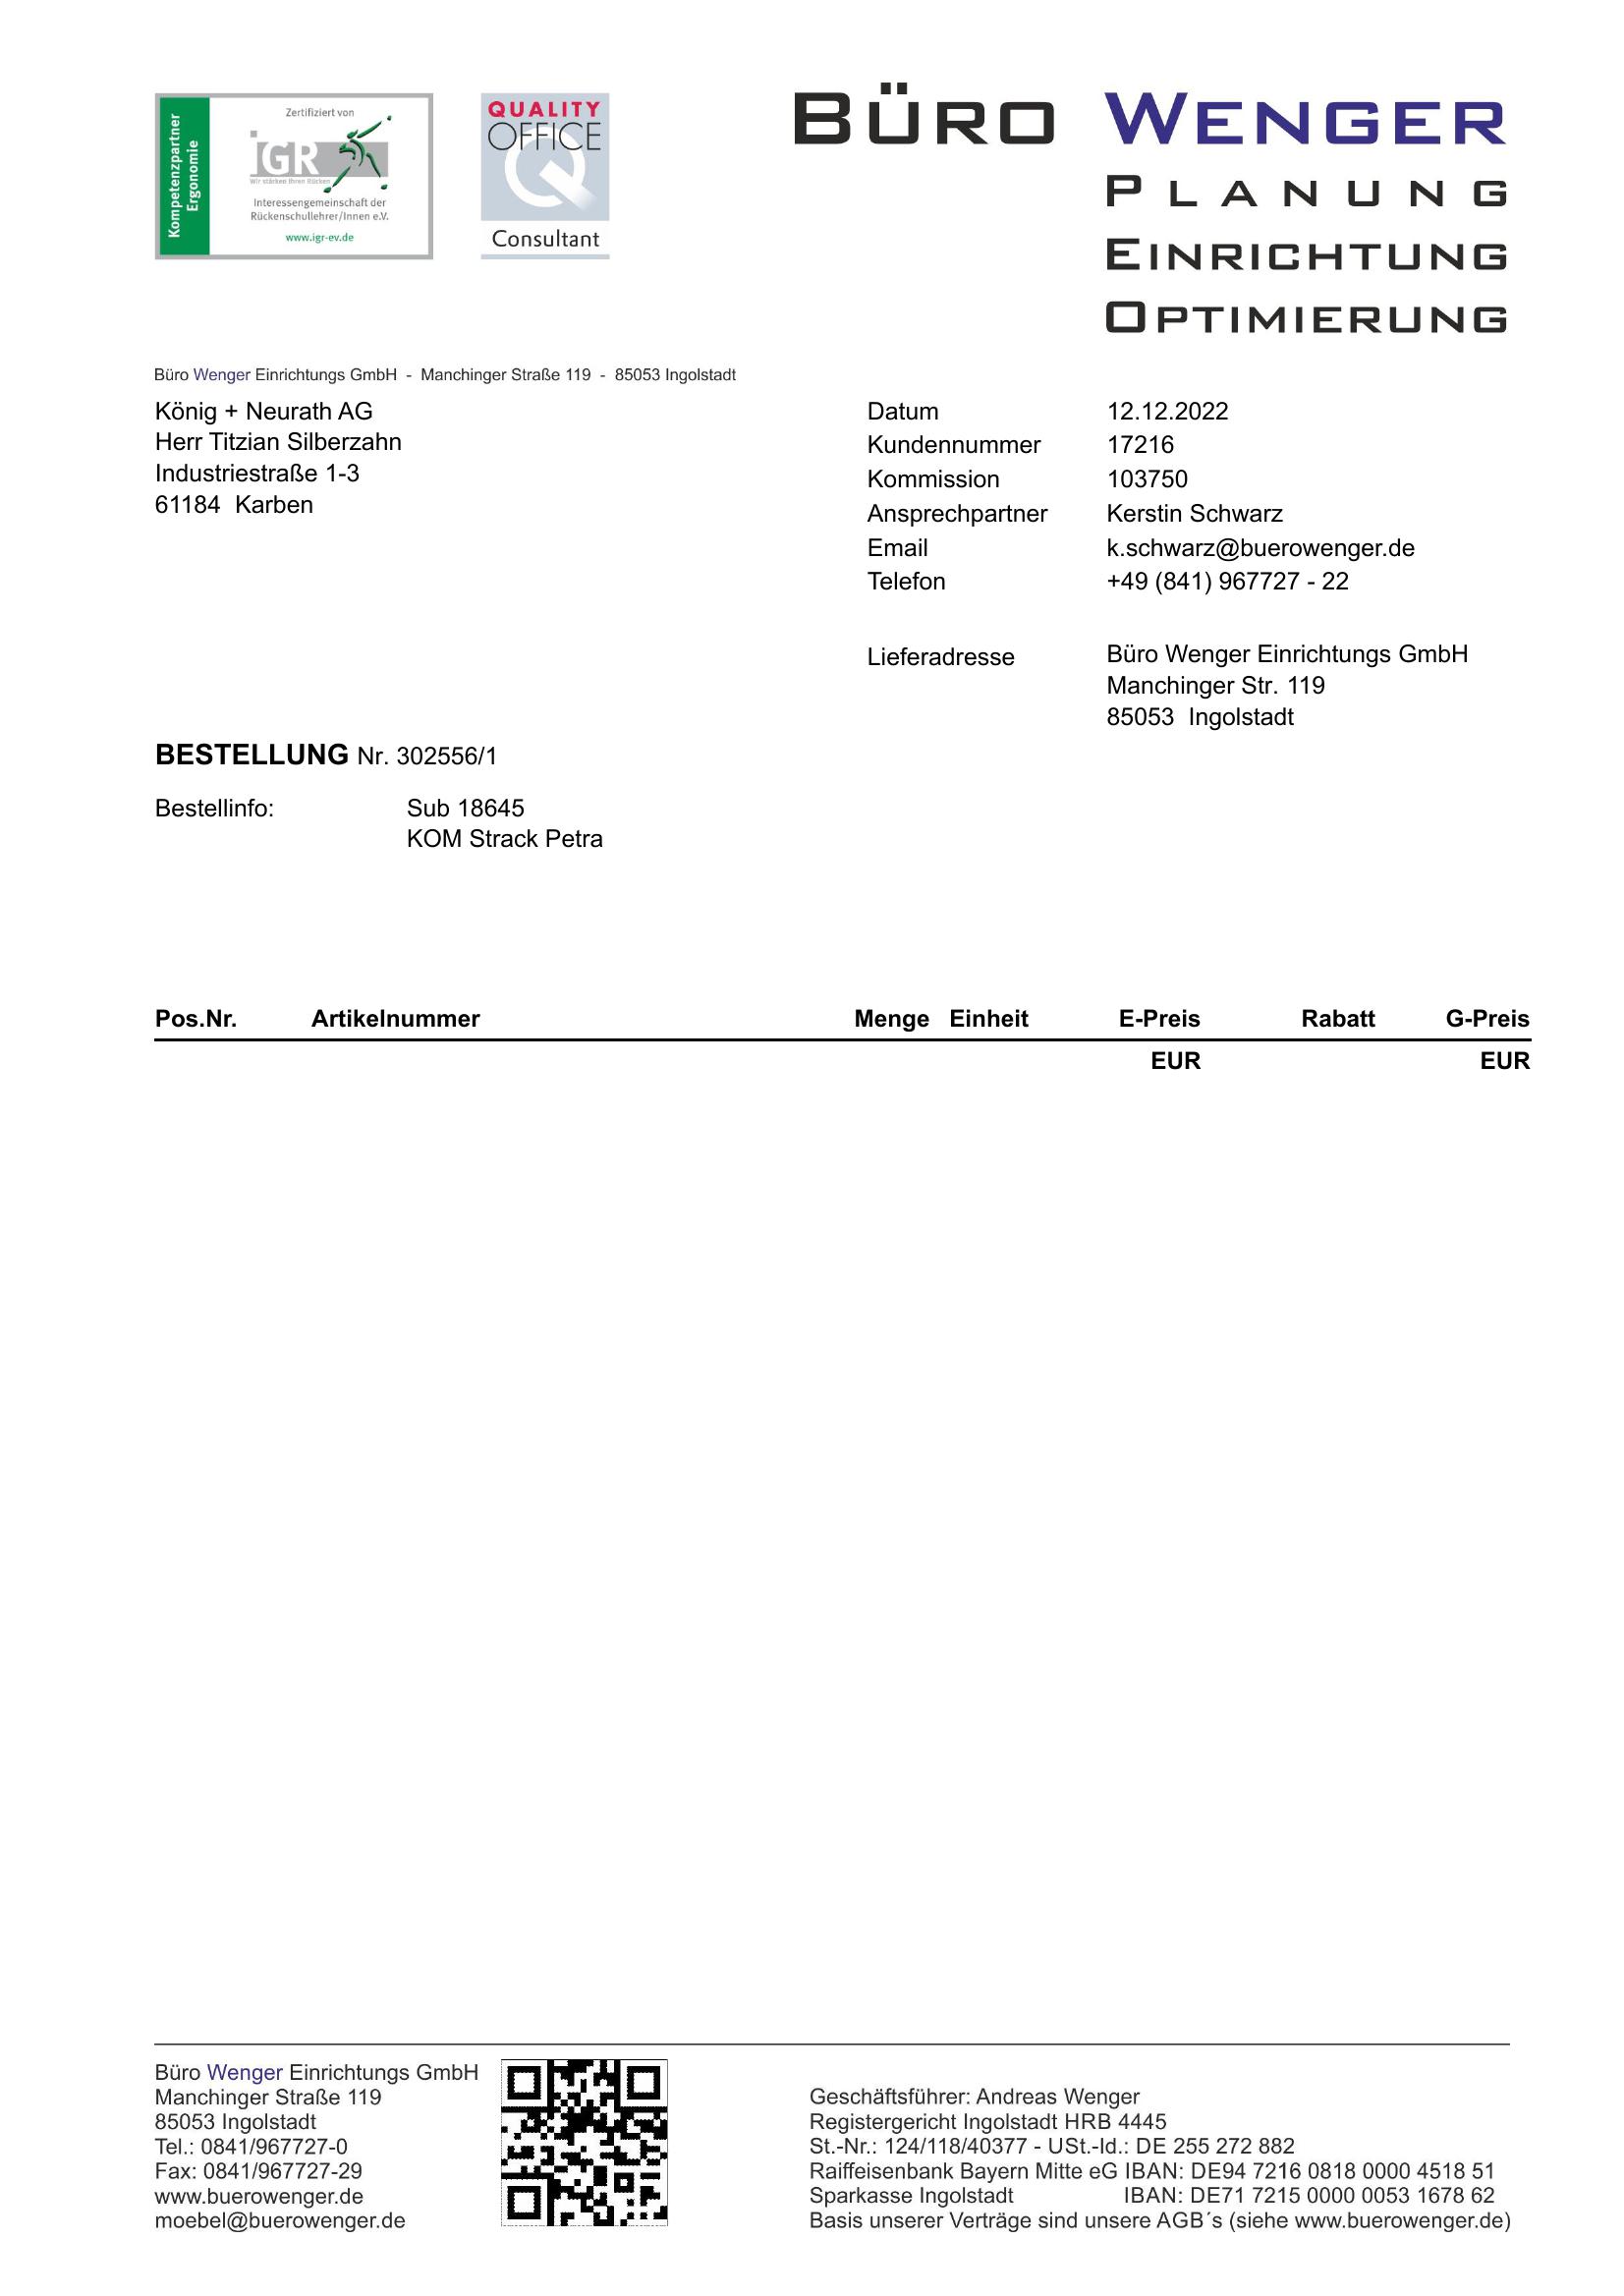 Kompetenzpartner
Ergonomie
Zertifiziert von
iGR
Wir stärken Ihren Rücken
Interessengemeinschaft der
Rückenschullehrer/Innen e.V.
www.igr-ev.de
QUALITY
OFFICE
Consultant
BÜRO WENGER
PLANUNG
EINRICHTUNG
OPTIMIERUNG
Büro Wenger Einrichtungs GmbH - Manchinger Straße 119 - 85053 Ingolstadt
König + Neurath AG
Herr Titzian Silberzahn
Industriestraße 1-3
61184 Karben
Datum 12.12.2022
Kundennummer 17216
Kommission 103750
Ansprechpartner Kerstin Schwarz
Email k.schwarz@buerowenger.de
Telefon +49 (841) 967727 - 22
Lieferadresse Büro Wenger Einrichtungs GmbH
Manchinger Str. 119
85053 Ingolstadt
BESTELLUNG Nr. 302556/1
Bestellinfo: Sub 18645
KOM Strack Petra
Pos.Nr. Artikelnummer Menge Einheit E-Preis Rabatt G-Preis
EUR EUR
Büro Wenger Einrichtungs GmbH
Manchinger Straße 119
85053 Ingolstadt
Tel.: 0841/967727-0
Fax: 0841/967727-29
www.buerowenger.de
moebel@buerowenger.de
Geschäftsführer: Andreas Wenger
Registergericht Ingolstadt HRB 4445
St.-Nr.: 124/118/40377 - USt.-Id.: DE 255 272 882
Raiffeisenbank Bayern Mitte eG IBAN: DE94 7216 0818 0000 4518 51
Sparkasse Ingolstadt IBAN: DE71 7215 0000 0053 1678 62
Basis unserer Verträge sind unsere AGB´s (siehe www.buerowenger.de)